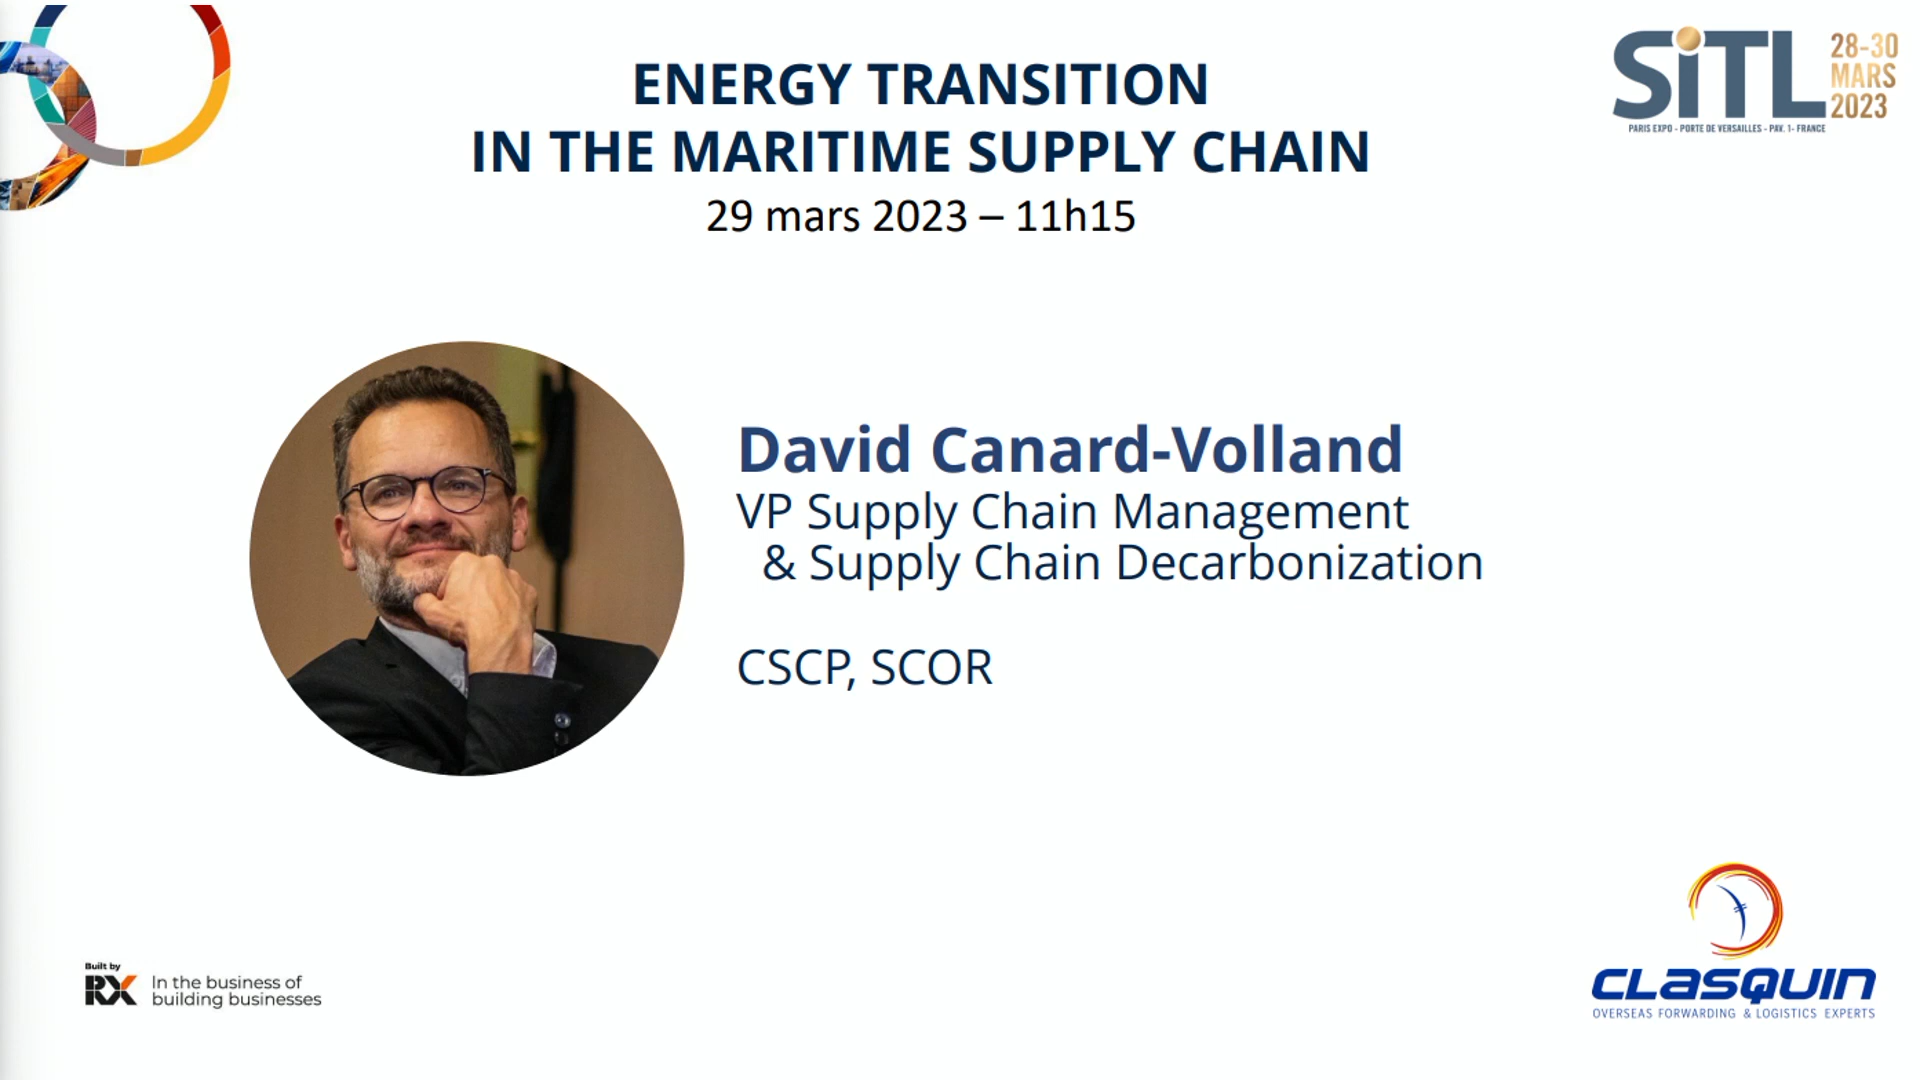 ENERGY TRANSITION
IN THE MARITIME SUPPLY CHAIN
29 mars 2023 – 11h15
SiTL
28-30
MARS
2023
PARIS EXPO - PORTE DE VERSAILLES - PAV. 1- FRANCE
David Canard-Volland
VP Supply Chain Management
& Supply Chain Decarbonization
CSCP, SCOR
Built by
RX
In the business of
building businesses
CLASQUIN
OVERSEAS FORWARDING & LOGISTICS EXPERTS